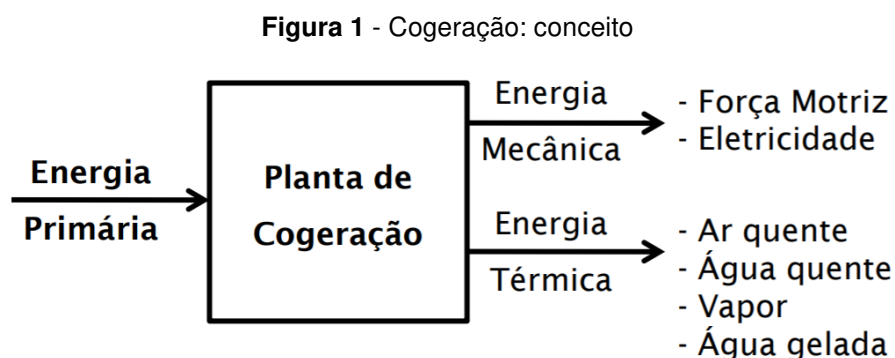 Figura 1 - Cogeração: conceito
Energia
Primária
Planta de
Cogeração
Energia
Mecânica
- Força Motriz
- Eletricidade
Energia
Térmica
- Ar quente
- Água quente
- Vapor
- Água gelada